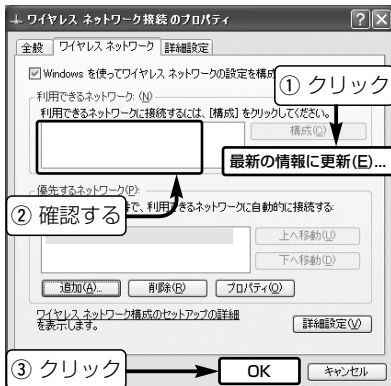 ワイヤレス ネットワーク接続 のプロパティ
全般 ワイヤレス ネットワーク 詳細設定
Windows を使ってワイヤレス ネットワークの設定を構成
① クリック
利用できるネットワーク: (N)
利用できるネットワークに接続するには、[構成] をクリックしてください。
構成(C)
最新の情報に更新(E)...
優先するネットワーク(P):
② 確認する
で、利用できるネットワークに自動的に接続する:
上へ移動(U)
下へ移動(D)
追加(A)... 削除(R) プロパティ(O)
ワイヤレス ネットワーク構成のセットアップの詳細
を表示します。
詳細設定(V)
③ クリック
OK
キャンセル